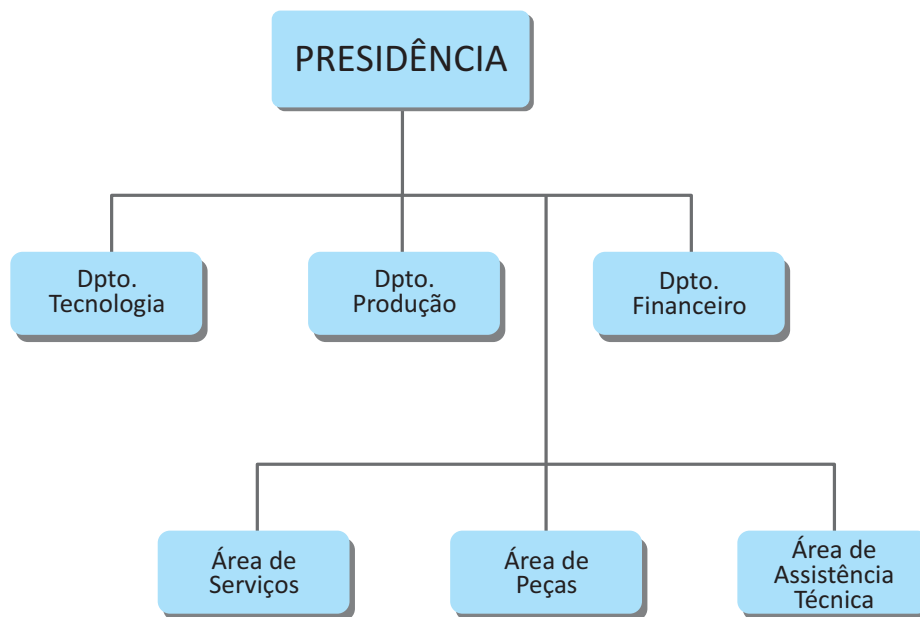 PRESIDÊNCIA
Dpto.
Tecnologia
Dpto.
Produção
Dpto.
Financeiro
Área de
Serviços
Área de
Peças
Área de
Assistência
Técnica